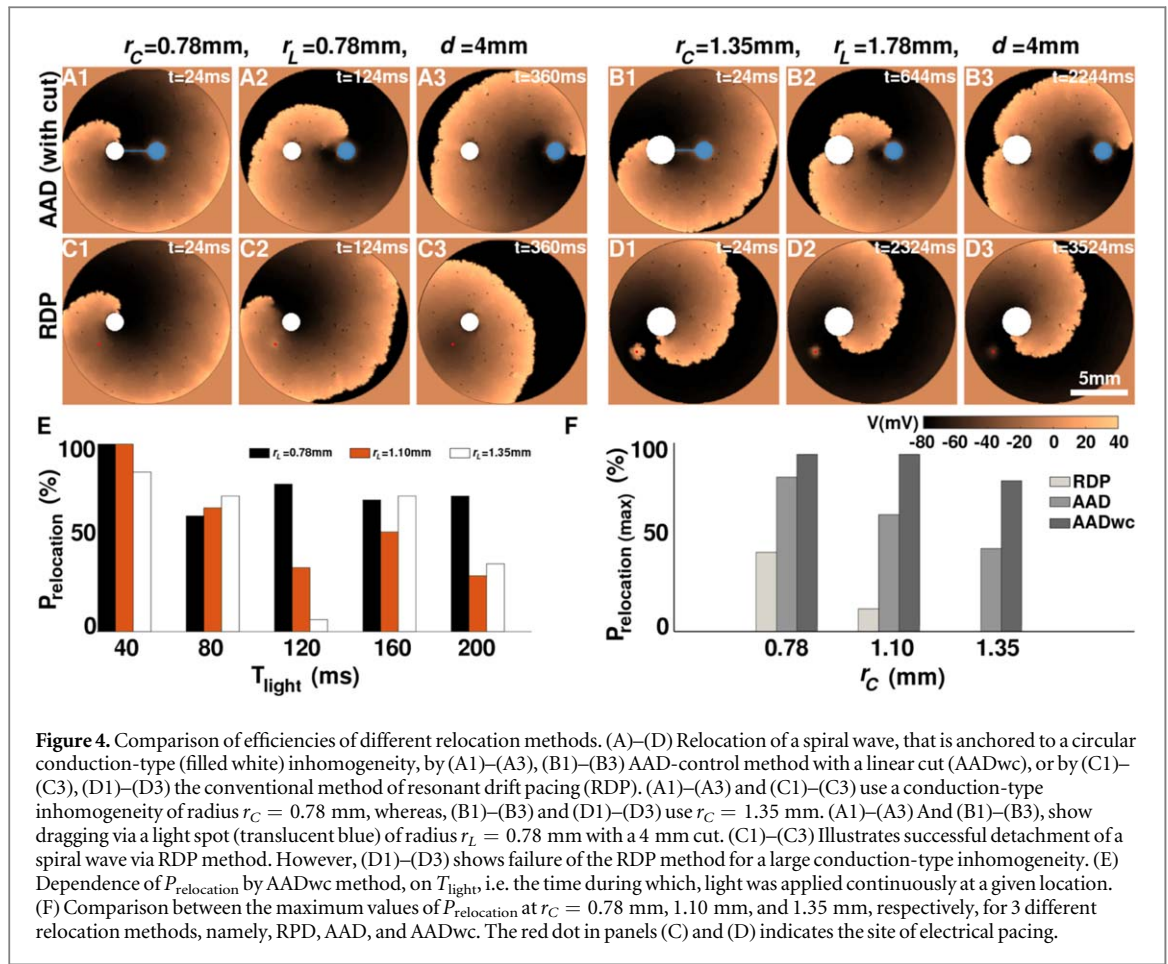 r_C=0.78mm, r_L=0.78mm, d=4mm r_C=1.35mm, r_L=1.78mm, d=4mm
AAD (with cut)
A1 t=24ms A2 t=124ms A3 t=360ms B1 t=24ms B2 t=644ms B3 t=2244ms
RDP
C1 t=24ms C2 t=124ms C3 t=360ms D1 t=24ms D2 t=2324ms D3 t=3524ms
5mm
E
r_L=0.78mm r_L=1.10mm r_L=1.35mm
P_relocation (%)
100
50
0
40 80 120 160 200
T_light (ms)
F
V(mV)
-80 -60 -40 -20 0 20 40
P_relocation (max) (%)
100
50
0
RDP
AAD
AADwc
0.78 1.10 1.35
r_C (mm)
Figure 4. Comparison of efficiencies of different relocation methods. (A)–(D) Relocation of a spiral wave, that is anchored to a circular
conduction-type (filled white) inhomogeneity, by (A1)–(A3), (B1)–(B3) AAD-control method with a linear cut (AADwc), or by (C1)–
(C3), (D1)–(D3) the conventional method of resonant drift pacing (RDP). (A1)–(A3) and (C1)–(C3) use a conduction-type
inhomogeneity of radius r_C = 0.78 mm, whereas, (B1)–(B3) and (D1)–(D3) use r_C = 1.35 mm. (A1)–(A3) And (B1)–(B3), show
dragging via a light spot (translucent blue) of radius r_L = 0.78 mm with a 4 mm cut. (C1)–(C3) Illustrates successful detachment of a
spiral wave via RDP method. However, (D1)–(D3) shows failure of the RDP method for a large conduction-type inhomogeneity. (E)
Dependence of P_relocation by AADwc method, on T_light, i.e. the time during which, light was applied continuously at a given location.
(F) Comparison between the maximum values of P_relocation at r_C = 0.78 mm, 1.10 mm, and 1.35 mm, respectively, for 3 different
relocation methods, namely, RPD, AAD, and AADwc. The red dot in panels (C) and (D) indicates the site of electrical pacing.